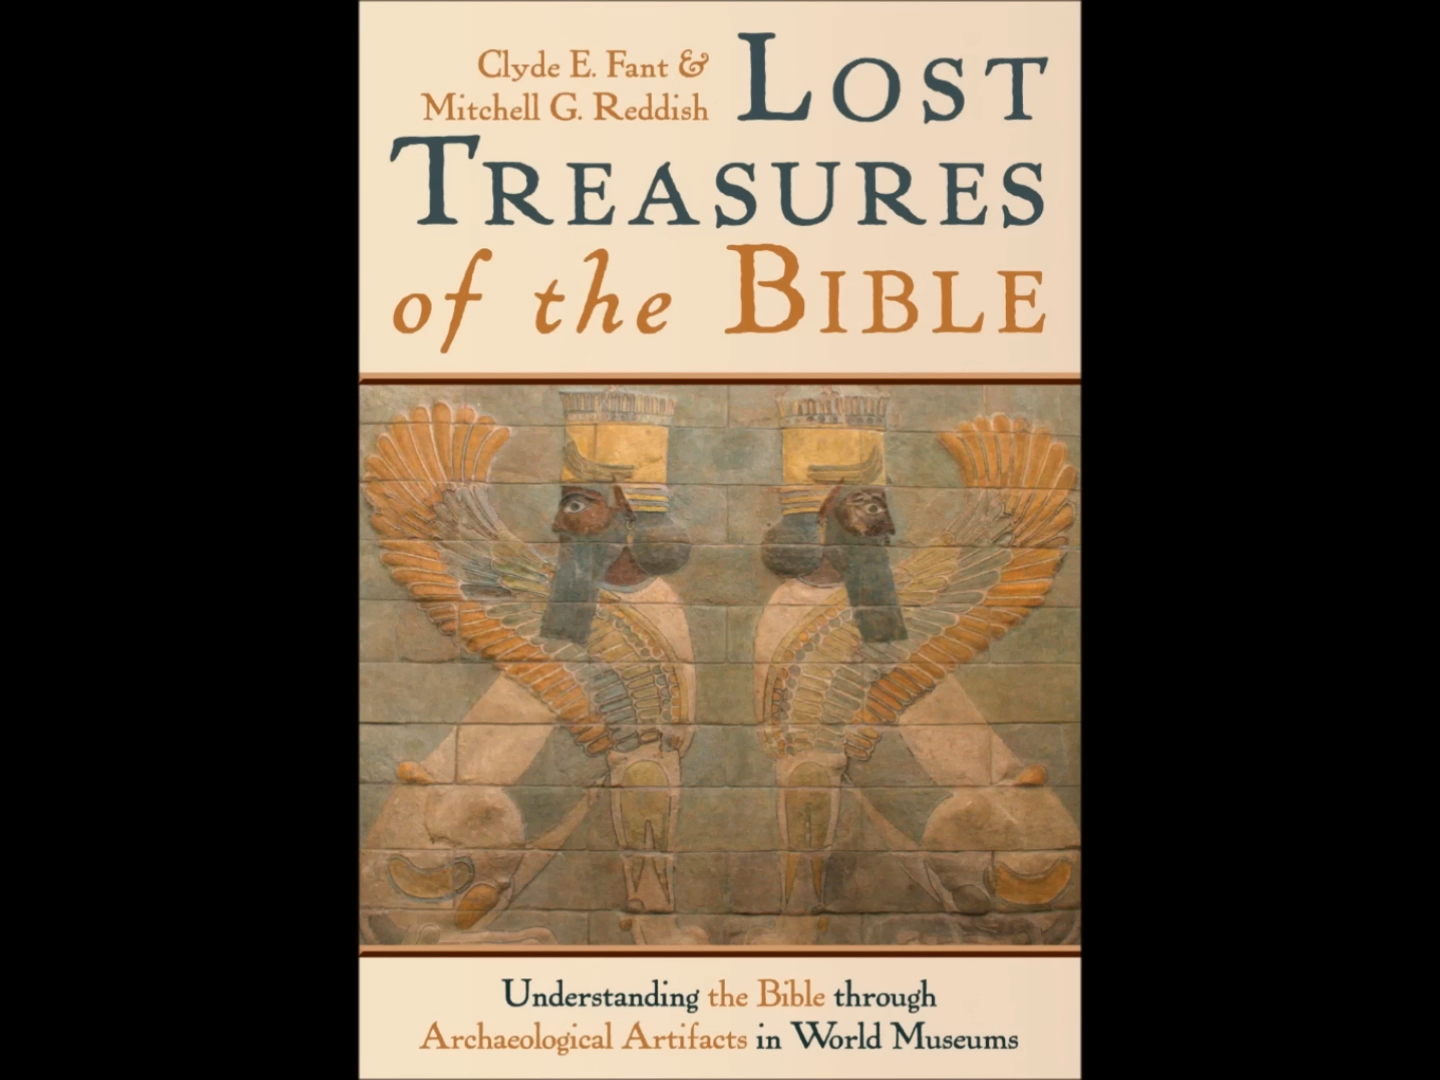 Clyde E. Fant &
Mitchell G. Reddish
LOST
TREASURES
of the BIBLE
Understanding the Bible through
Archaeological Artifacts in World Museums